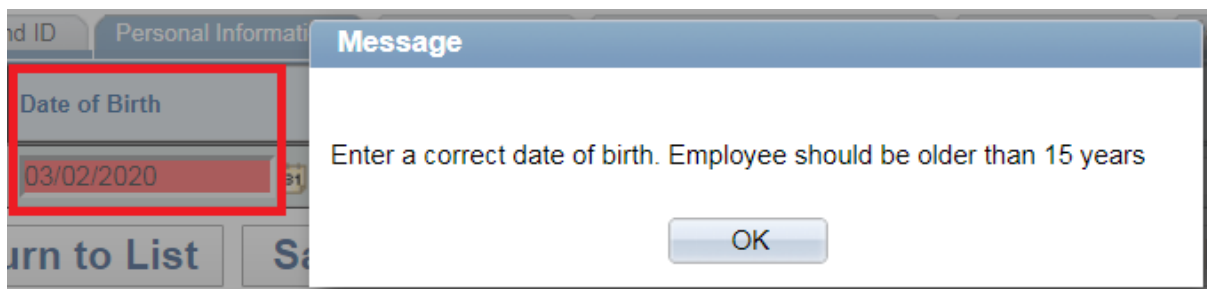 nd ID
Personal Informati
Message
Date of Birth
Enter a correct date of birth. Employee should be older than 15 years
03/02/2020
31
OK
urn to List
Sa